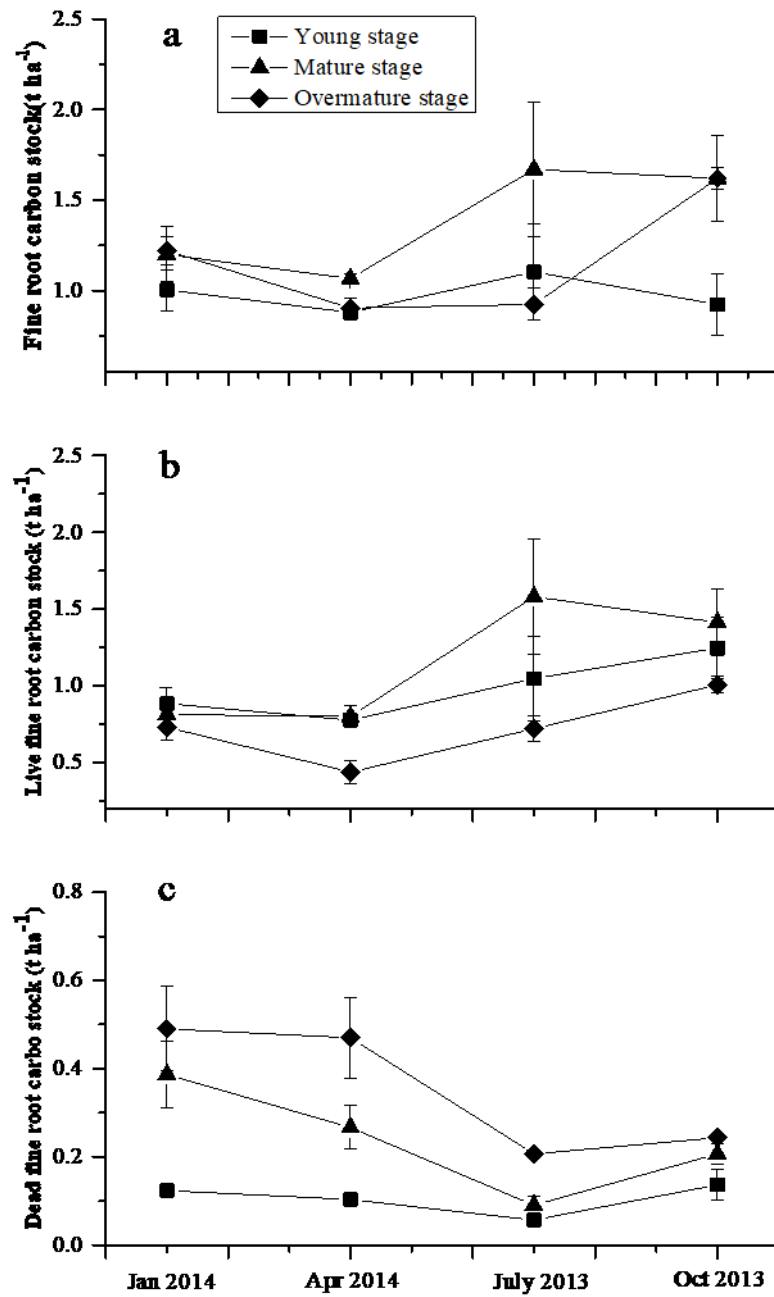 a
Young stage
Mature stage
Overmature stage
Fine root carbon stock(t ha-1)
2.5
2.0
1.5
1.0
b
Live fine root carbon stock (t ha-1)
2.5
2.0
1.5
1.0
0.5
c
Dead fine root carbo stock (t ha-1)
0.8
0.6
0.4
0.2
0.0
Jan 2014 Apr 2014 July 2013 Oct 2013